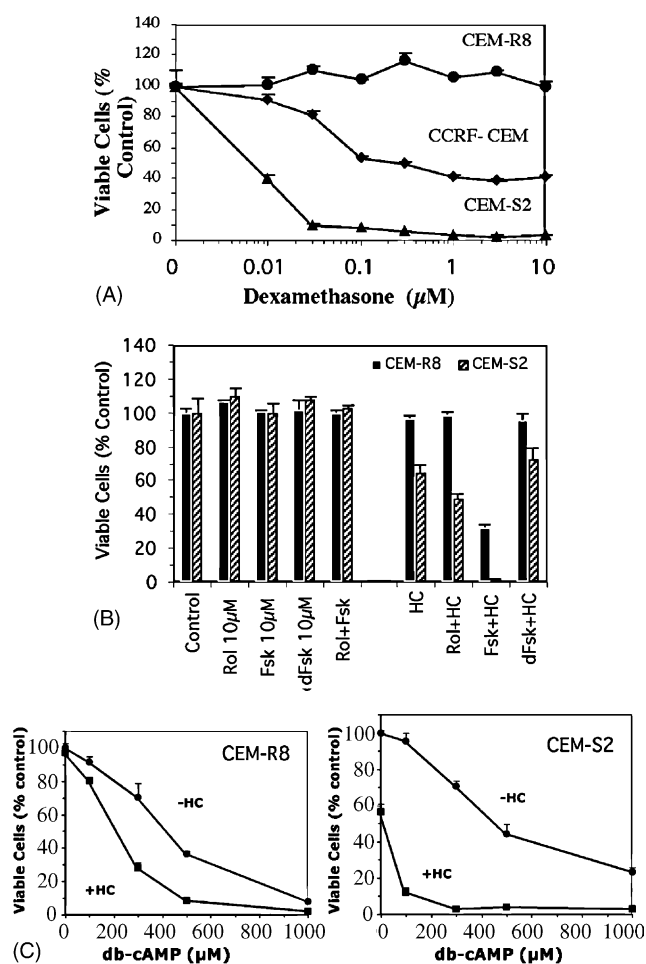 140
120
100
80
60
40
20
0
Viable Cells (%
Control)
CEM-R8
CCRF- CEM
CEM-S2
0 0.01 0.1 1 10
(A) Dexamethasone (µM)
140
120
100
80
60
40
20
0
Viable Cells (% Control)
CEM-R8 CEM-S2
Control
Rol 10µM
Fsk 10µM
(dFsk 10µM
Rol+Fsk
HC
Rol+HC
Fsk+HC
dFsk+HC
(B)
Viable Cells (% control)
100
80
60
40
20
0
CEM-R8
-HC
+HC
0 200 400 600 800 1000
db-cAMP (µM)
Viable Cells (% control)
100
80
60
40
20
0
CEM-S2
-HC
+HC
0 200 400 600 800 1000
db-cAMP (µM)
(C)